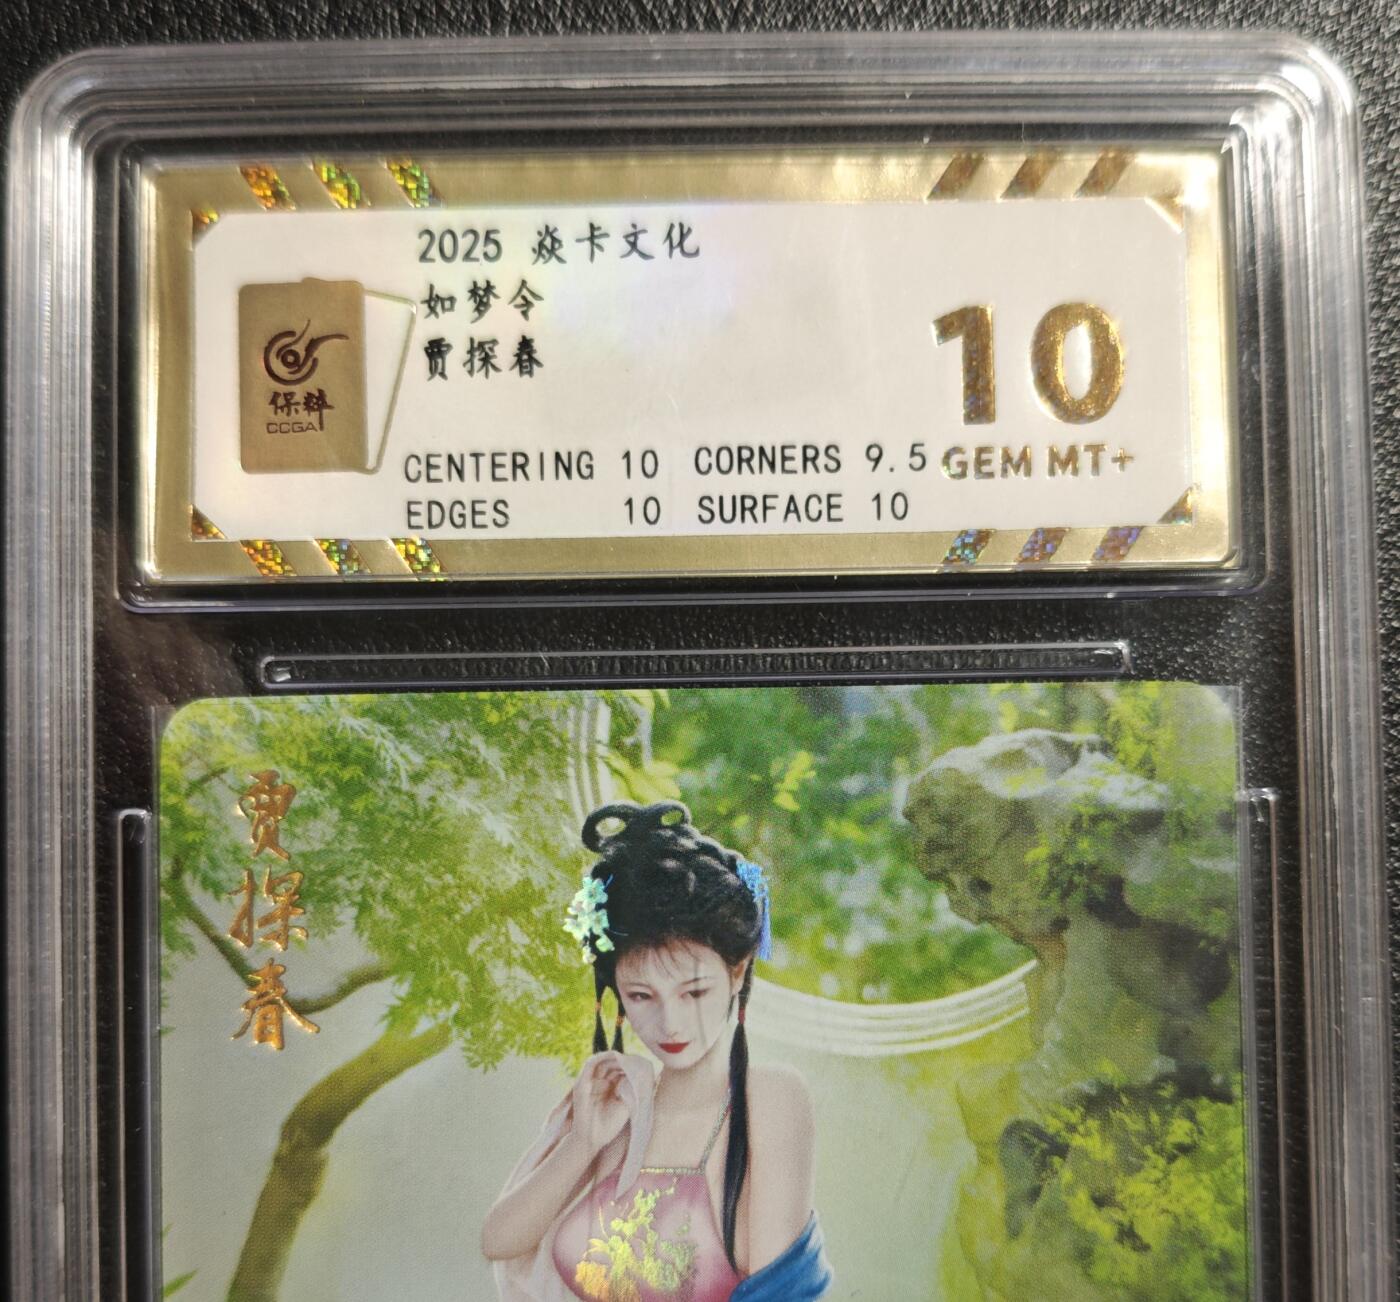 2025 焱卡文化
如梦令
贾探春
保粹
CCGA
10
GEM MT+
CENTERING 10 CORNERS 9.5
EDGES 10 SURFACE 10
贾探春